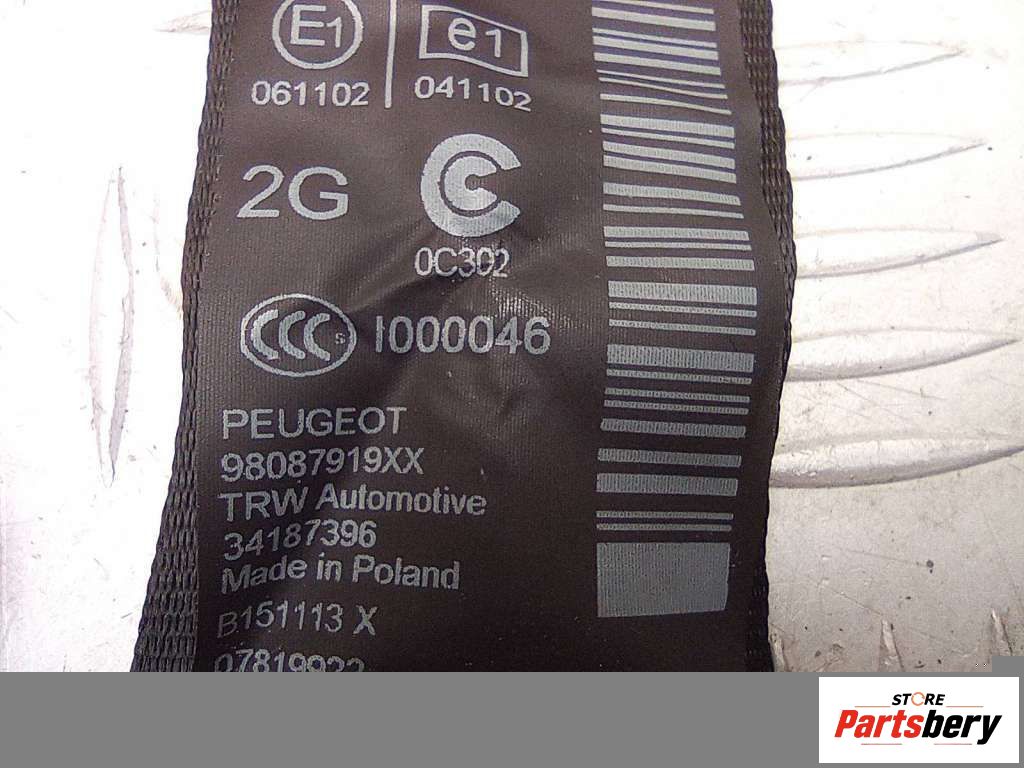 E1 e1
061102 041102
2G
0C302
CCC S I000046
PEUGEOT
98087919XX
TRW Automotive
34187396
Made in Poland
B151113 X
07819922
STORE
Partsbery